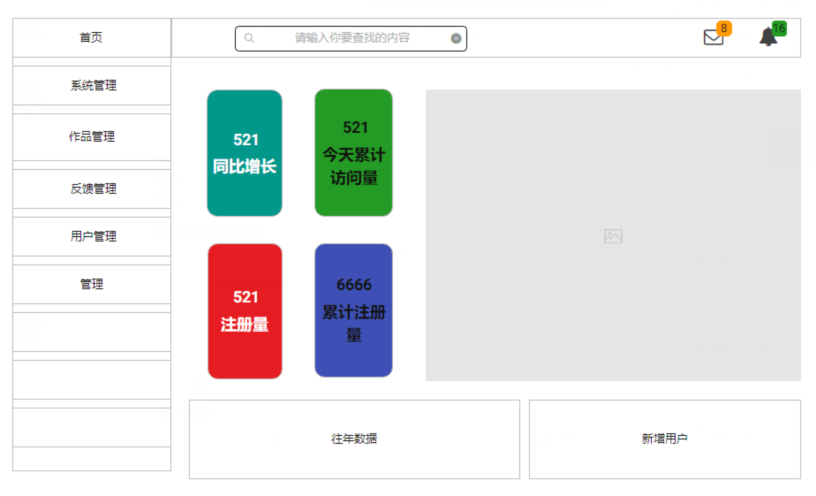 首页
请输入你要查找的内容
8
16
系统管理
作品管理
反馈管理
用户管理
管理
521
同比增长
521
今天累计
访问量
521
注册量
6666
累计注册
量
往年数据
新增用户